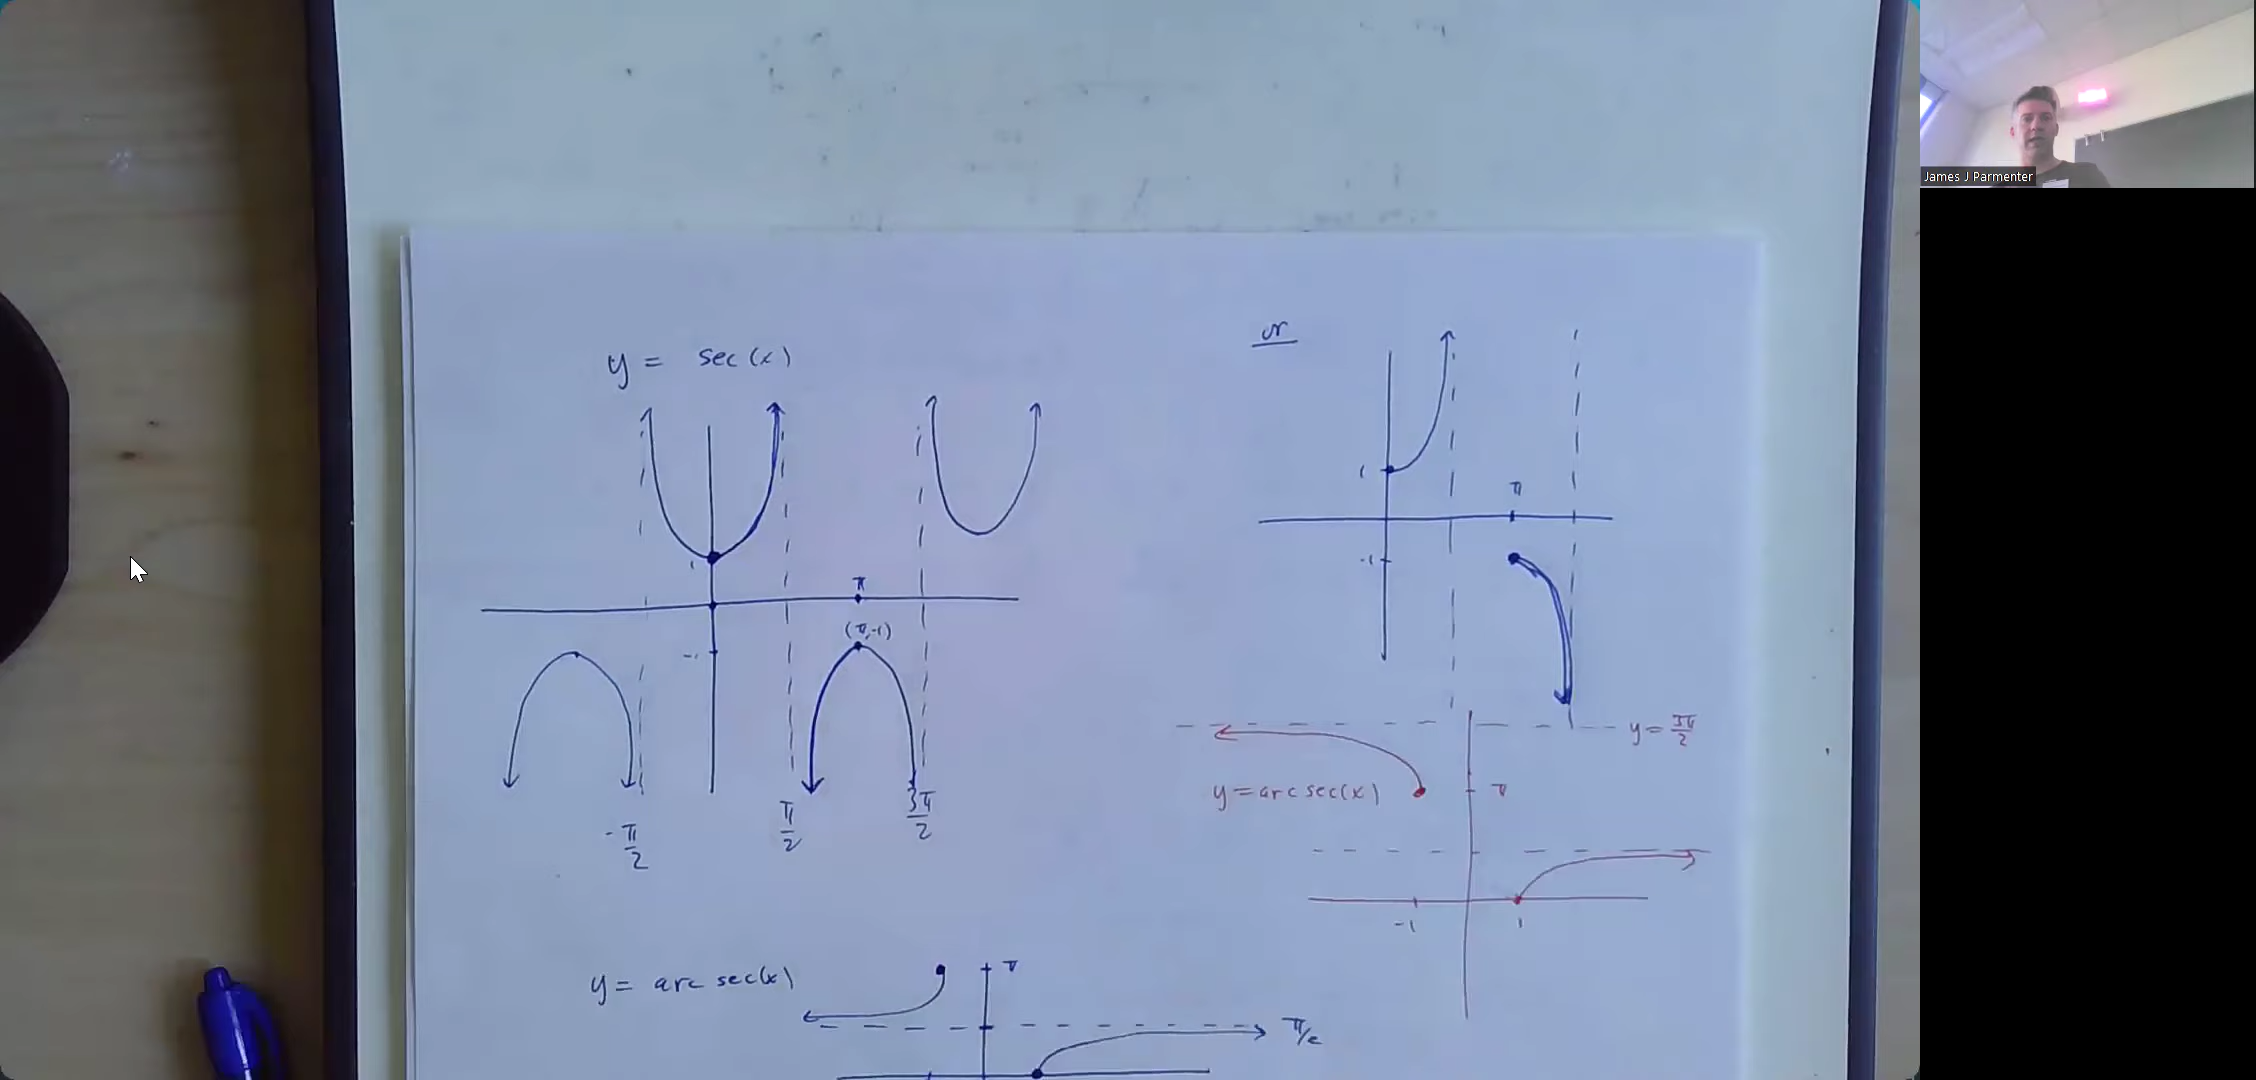 y = sec(x)
1
π
(π,-1)
-1
-π/2
π/2
3π/2
or
1
π
-1
y = 3π/2
y = arc sec(x)
π
-1
1
y = arc sec(x)
π
π/2
James J Parmenter